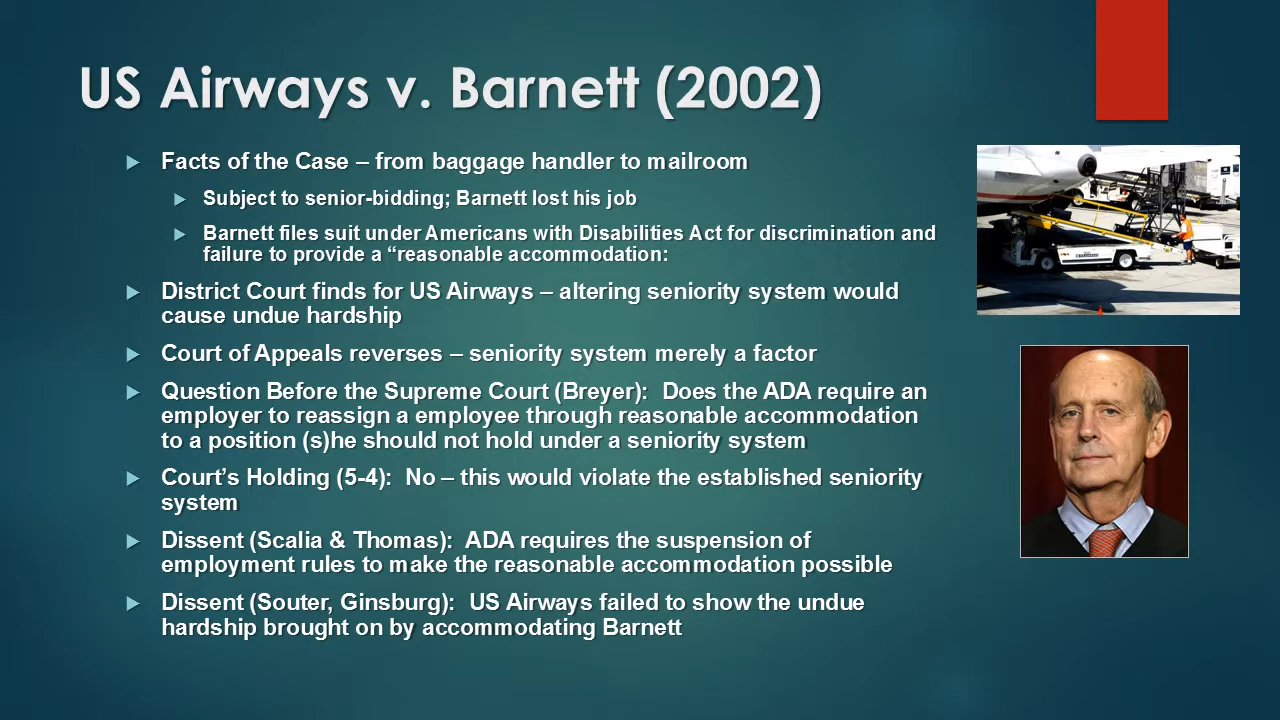 US Airways v. Barnett (2002)
Facts of the Case – from baggage handler to mailroom
Subject to senior-bidding; Barnett lost his job
Barnett files suit under Americans with Disabilities Act for discrimination and
failure to provide a “reasonable accommodation:
District Court finds for US Airways – altering seniority system would
cause undue hardship
Court of Appeals reverses – seniority system merely a factor
Question Before the Supreme Court (Breyer):  Does the ADA require an
employer to reassign a employee through reasonable accommodation
to a position (s)he should not hold under a seniority system
Court’s Holding (5-4):  No – this would violate the established seniority
system
Dissent (Scalia & Thomas):  ADA requires the suspension of
employment rules to make the reasonable accommodation possible
Dissent (Souter, Ginsburg):  US Airways failed to show the undue
hardship brought on by accommodating Barnett